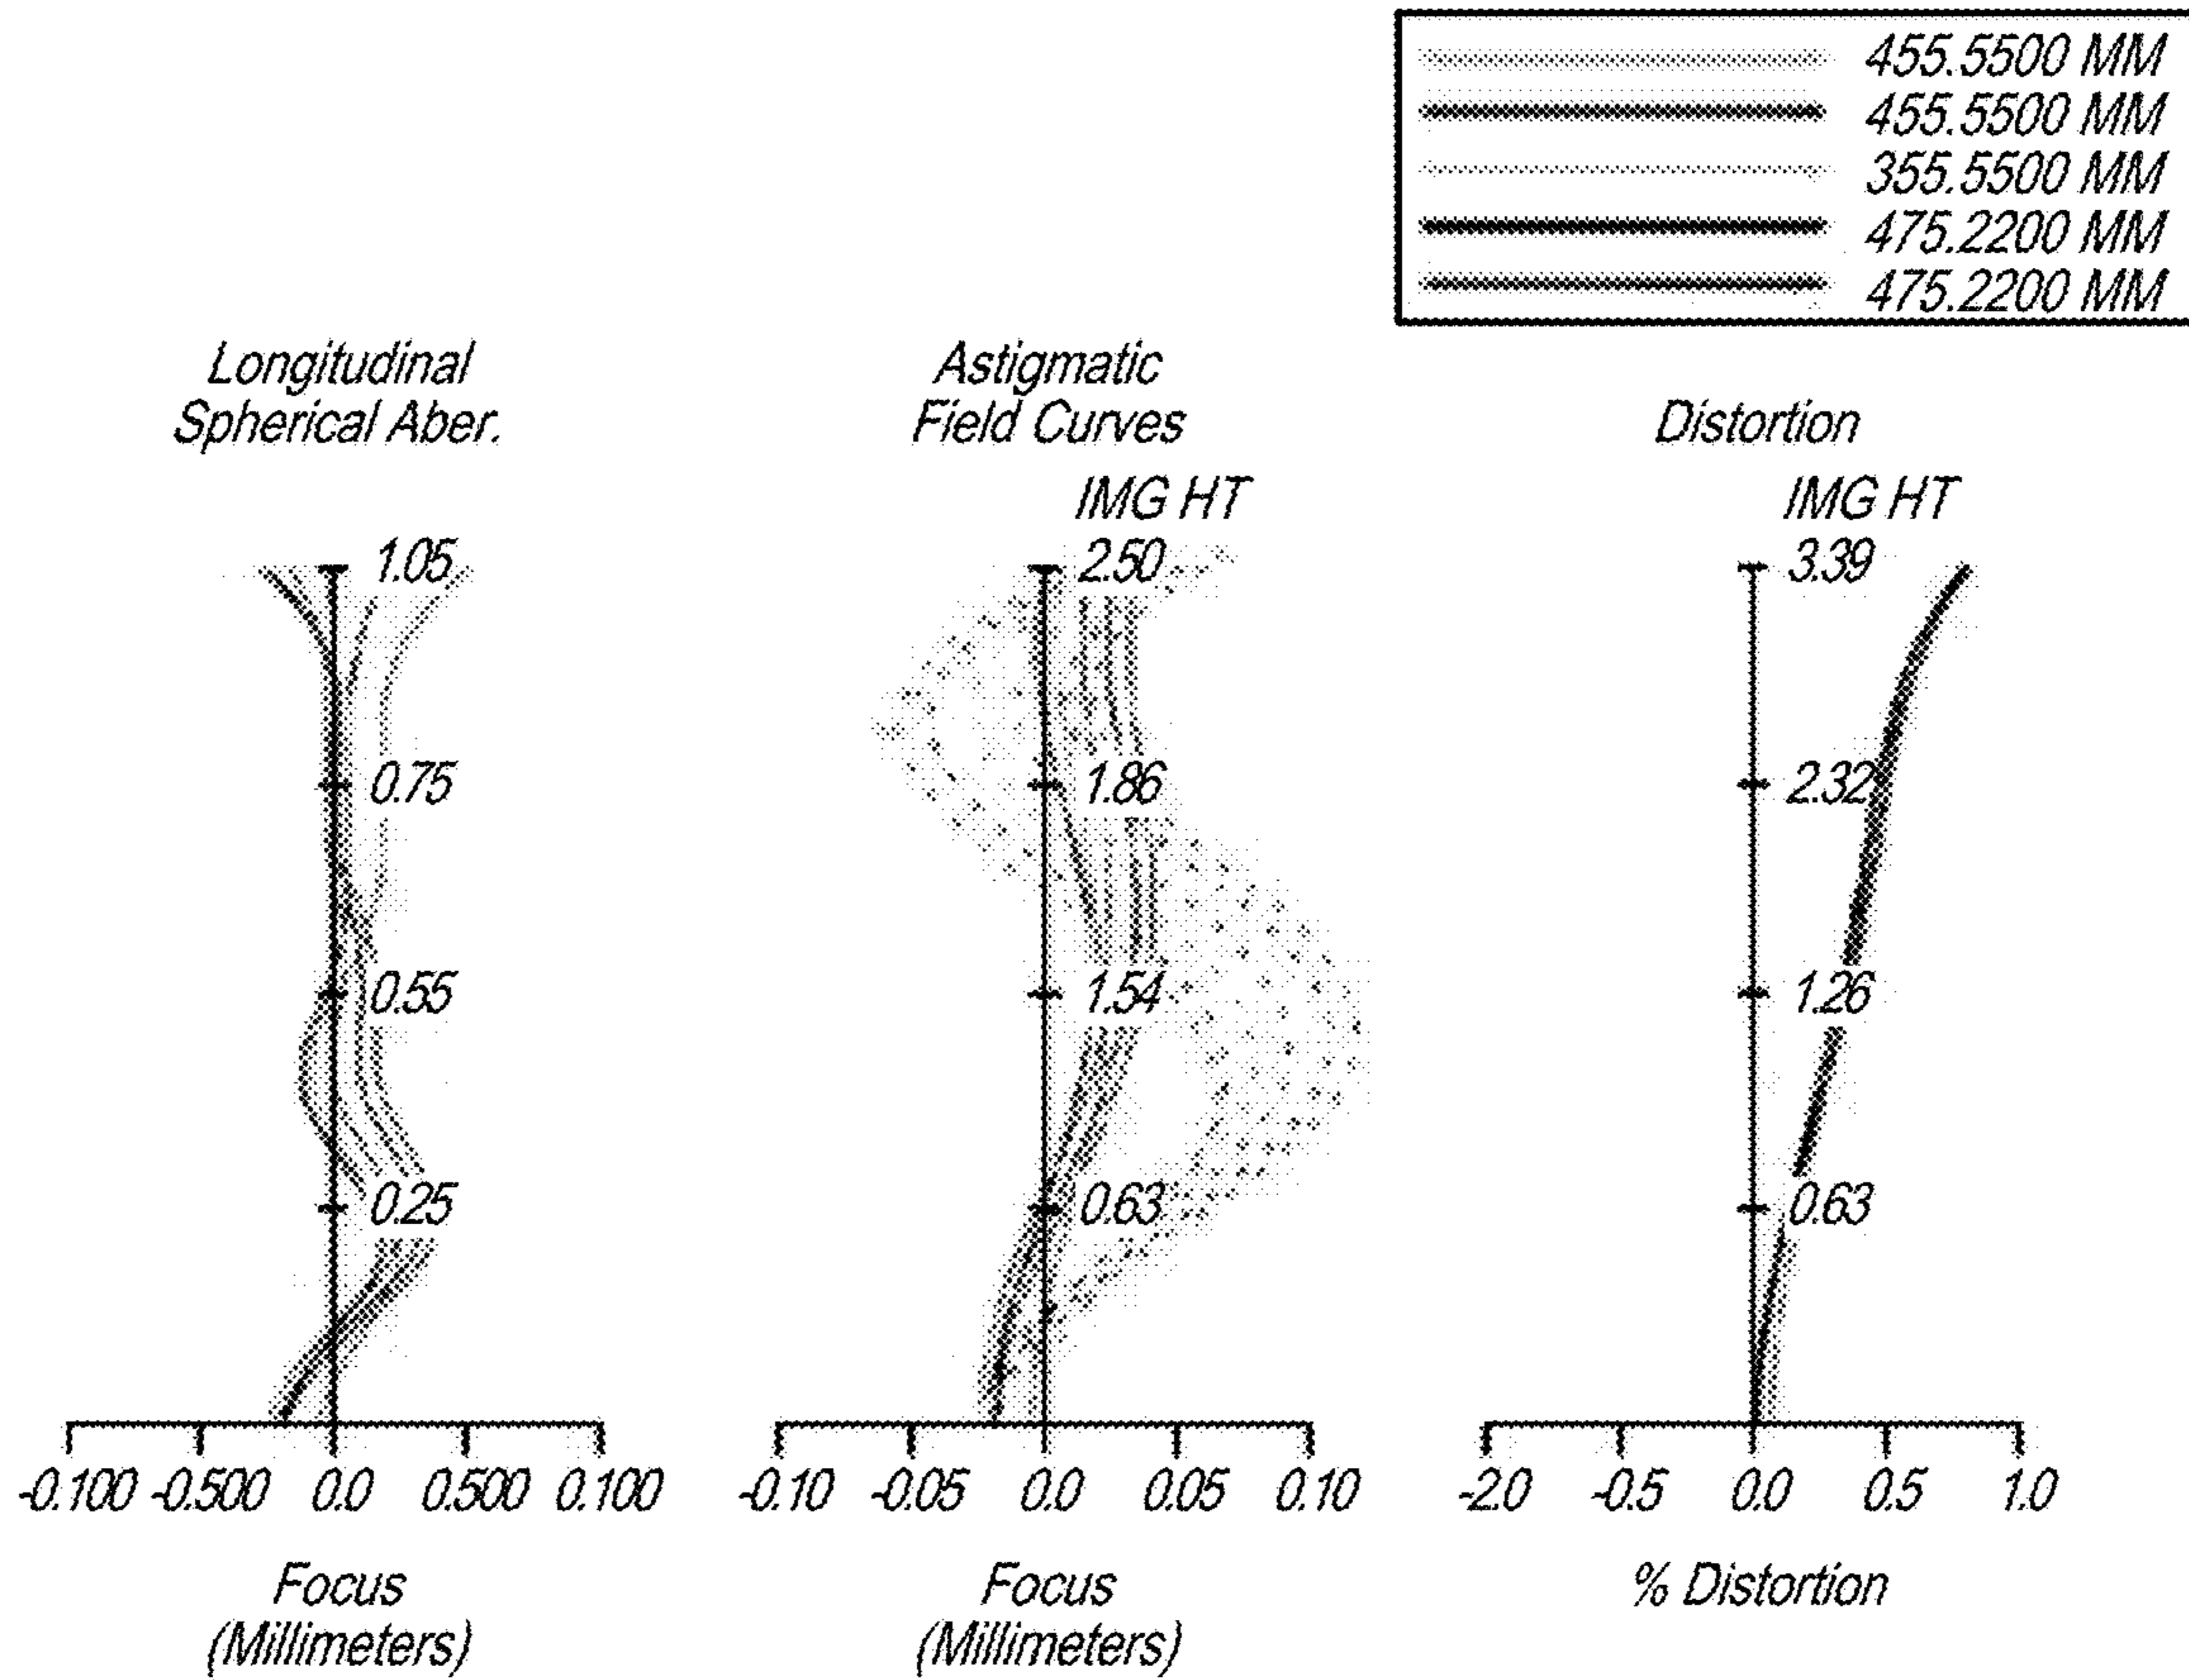 455.5500 MM
455.5500 MM
355.5500 MM
475.2200 MM
475.2200 MM
Longitudinal
Spherical Aber.
1.05
0.75
0.55
0.25
-0.100 -0.500 0.0 0.500 0.100
Focus
(Millimeters)
Astigmatic
Field Curves
IMG HT
2.50
1.86
1.54
0.63
-0.10 -0.05 0.0 0.05 0.10
Focus
(Millimeters)
Distortion
IMG HT
3.39
2.32
1.26
0.63
-2.0 -0.5 0.0 0.5 1.0
% Distortion